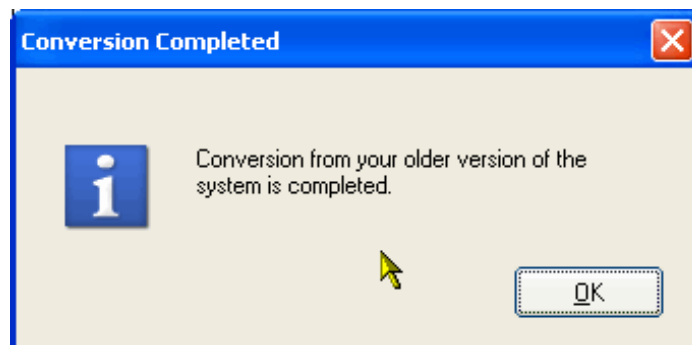 Conversion Completed
Conversion from your older version of the
system is completed.
OK